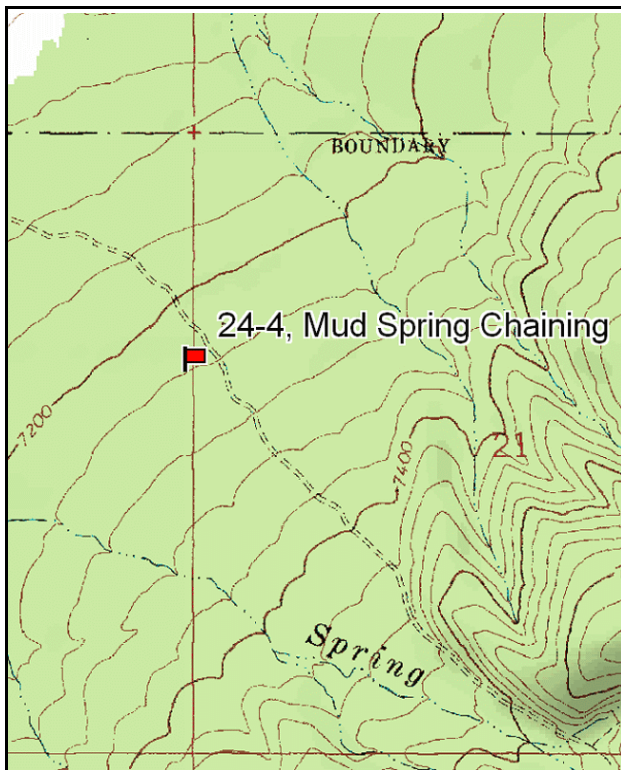 BOUNDARY
24-4, Mud Spring Chaining
7200
7400
21
Spring